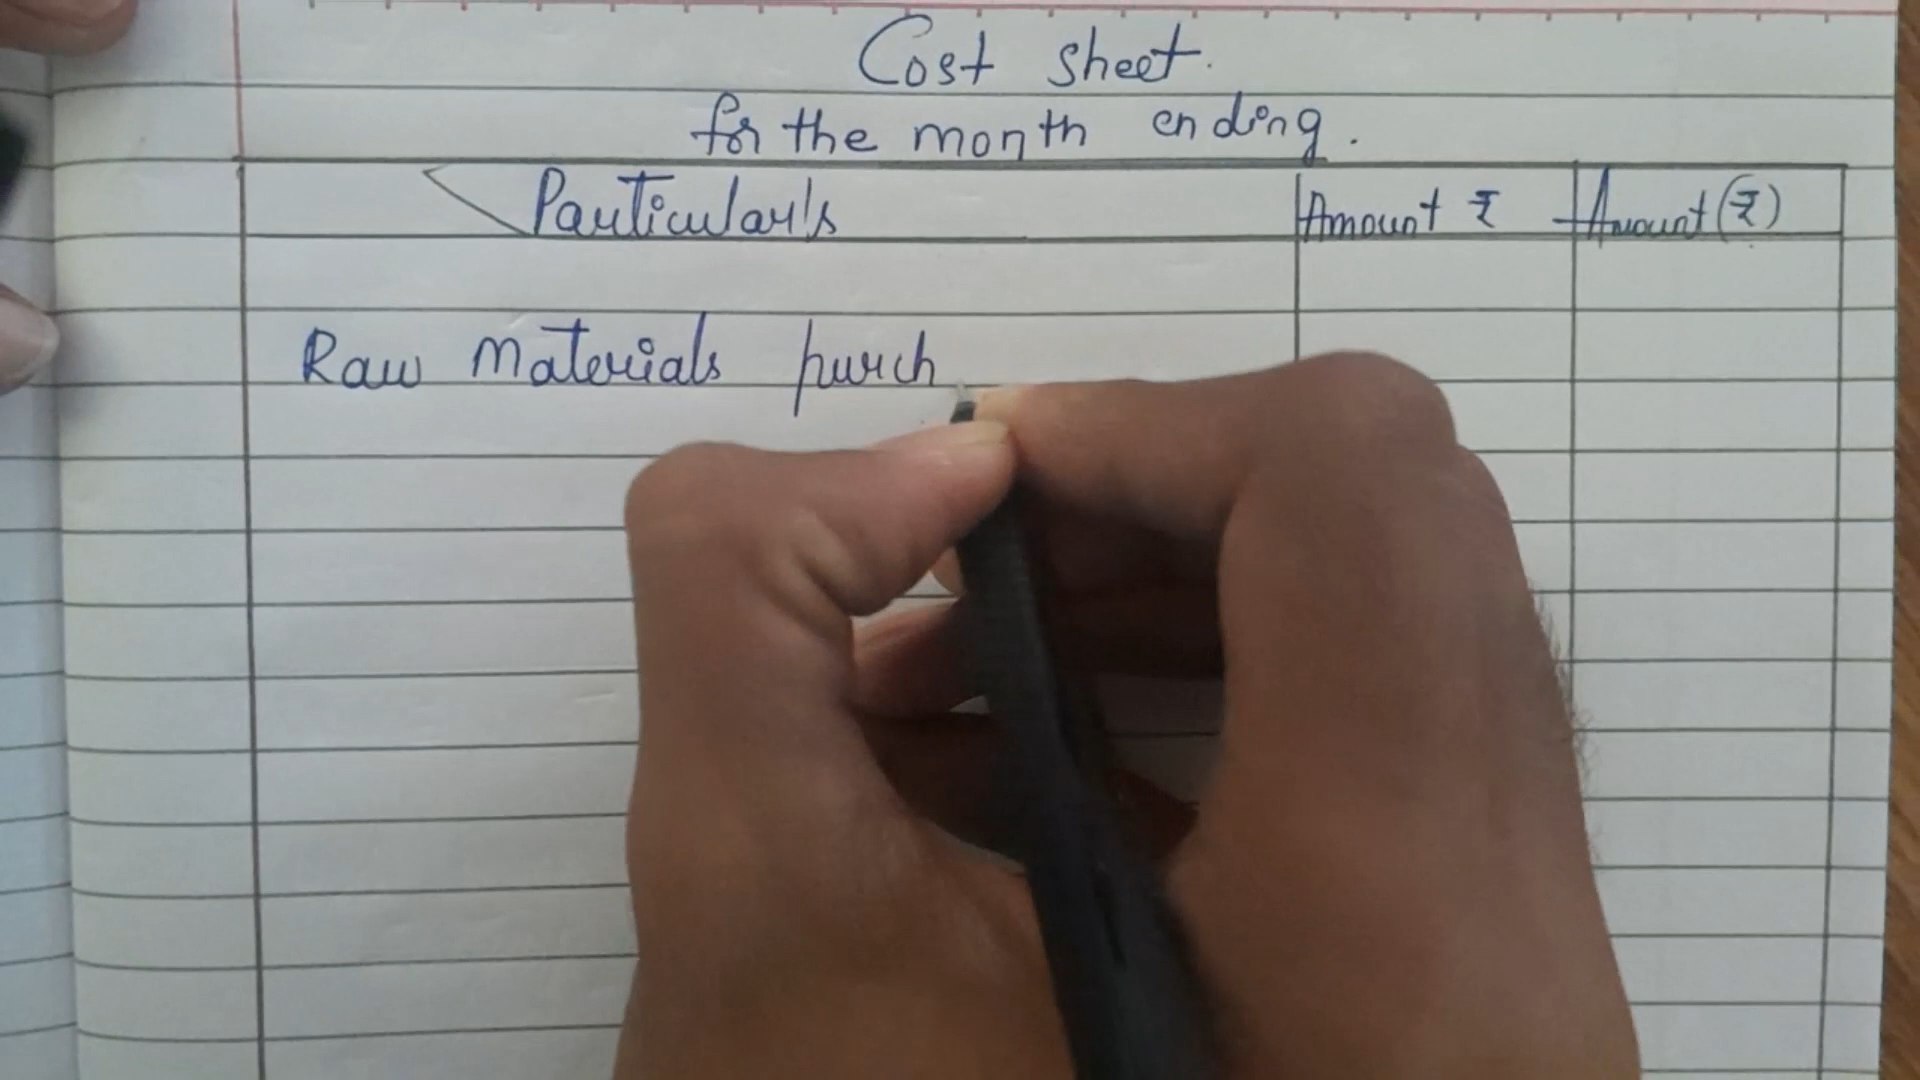 Cost sheet.
for the month ending.
Particular's Amount ₹ Amount (₹)
Raw Materials purch